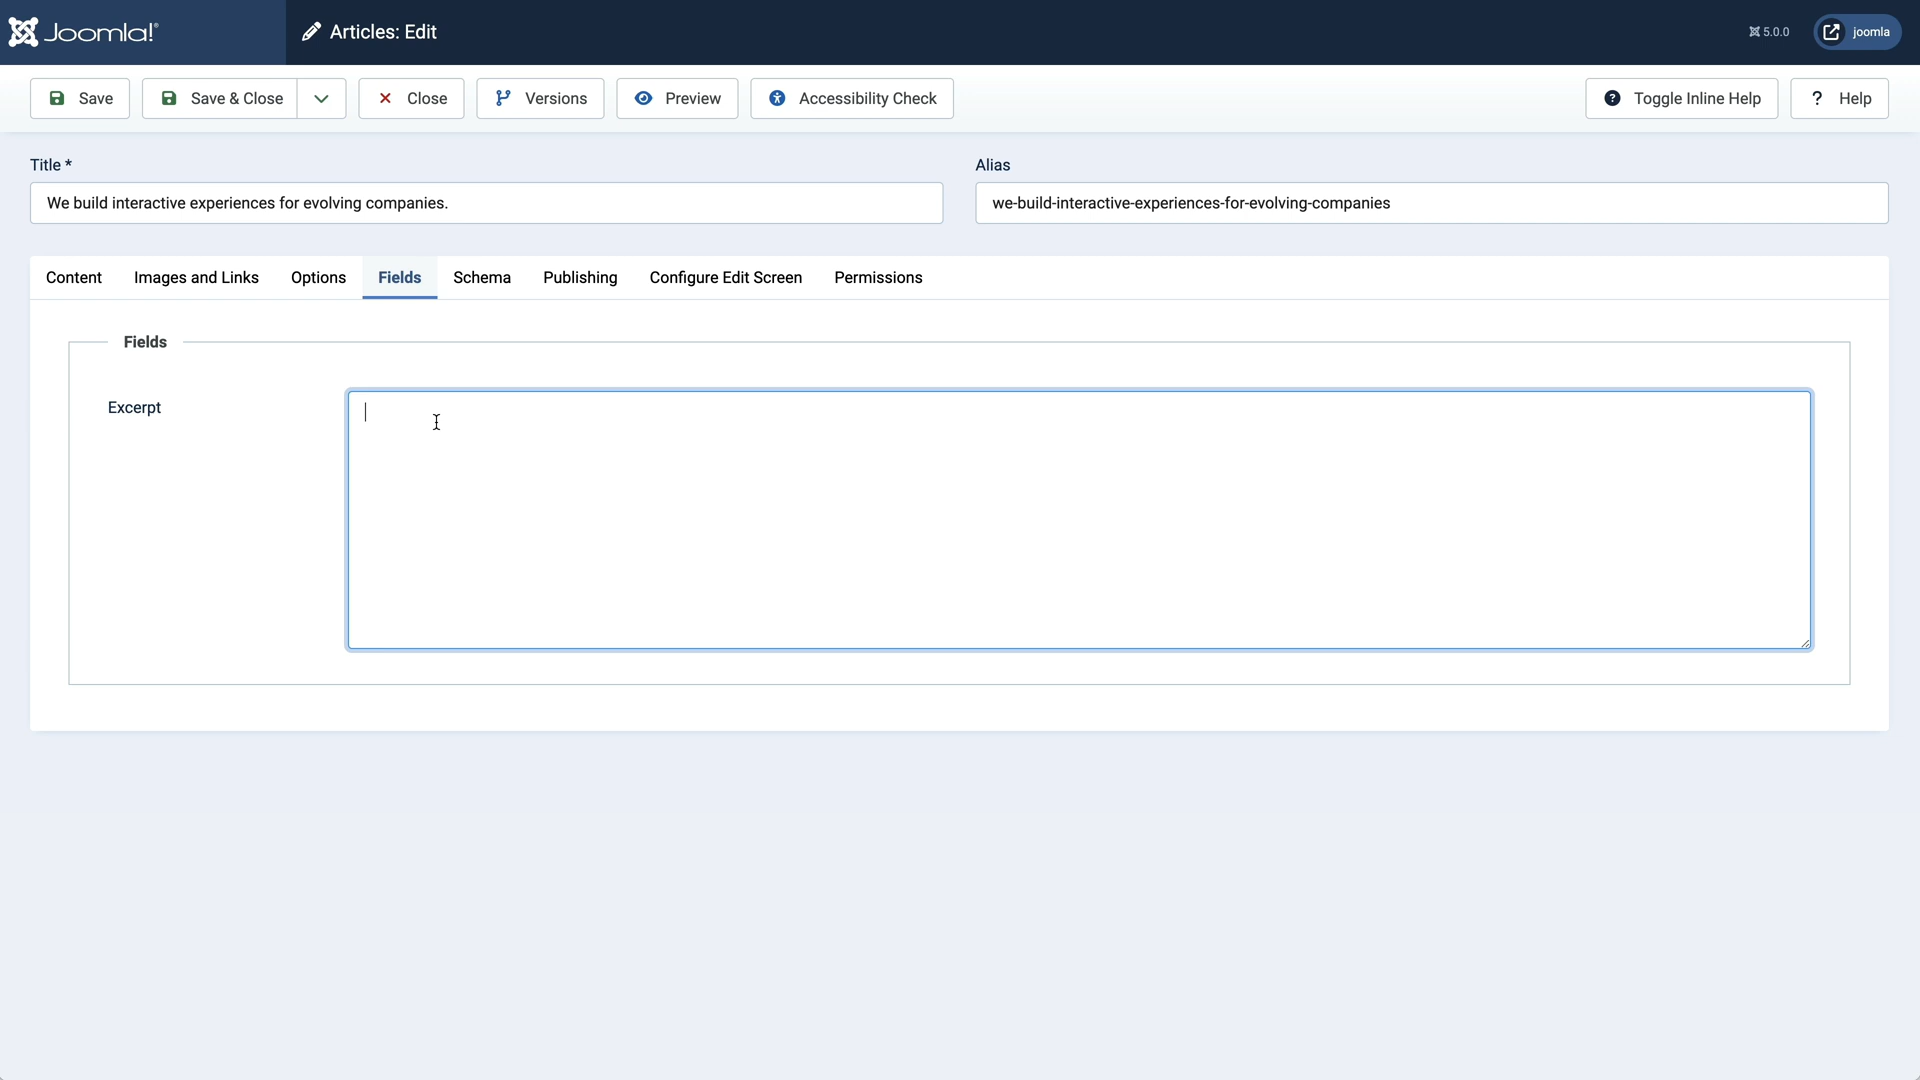 Joomla!® Articles: Edit 5.0.0 joomla
Save Save & Close Close Versions Preview Accessibility Check ? Toggle Inline Help ? Help
Title * Alias
We build interactive experiences for evolving companies. we-build-interactive-experiences-for-evolving-companies
Content Images and Links Options Fields Schema Publishing Configure Edit Screen Permissions
Fields
Excerpt